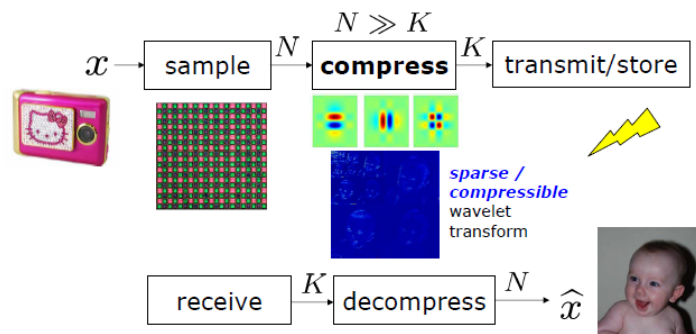 N ≫ K
x
sample
N
compress
K
transmit/store
sparse /
compressible
wavelet
transform
receive
K
decompress
N
x̂